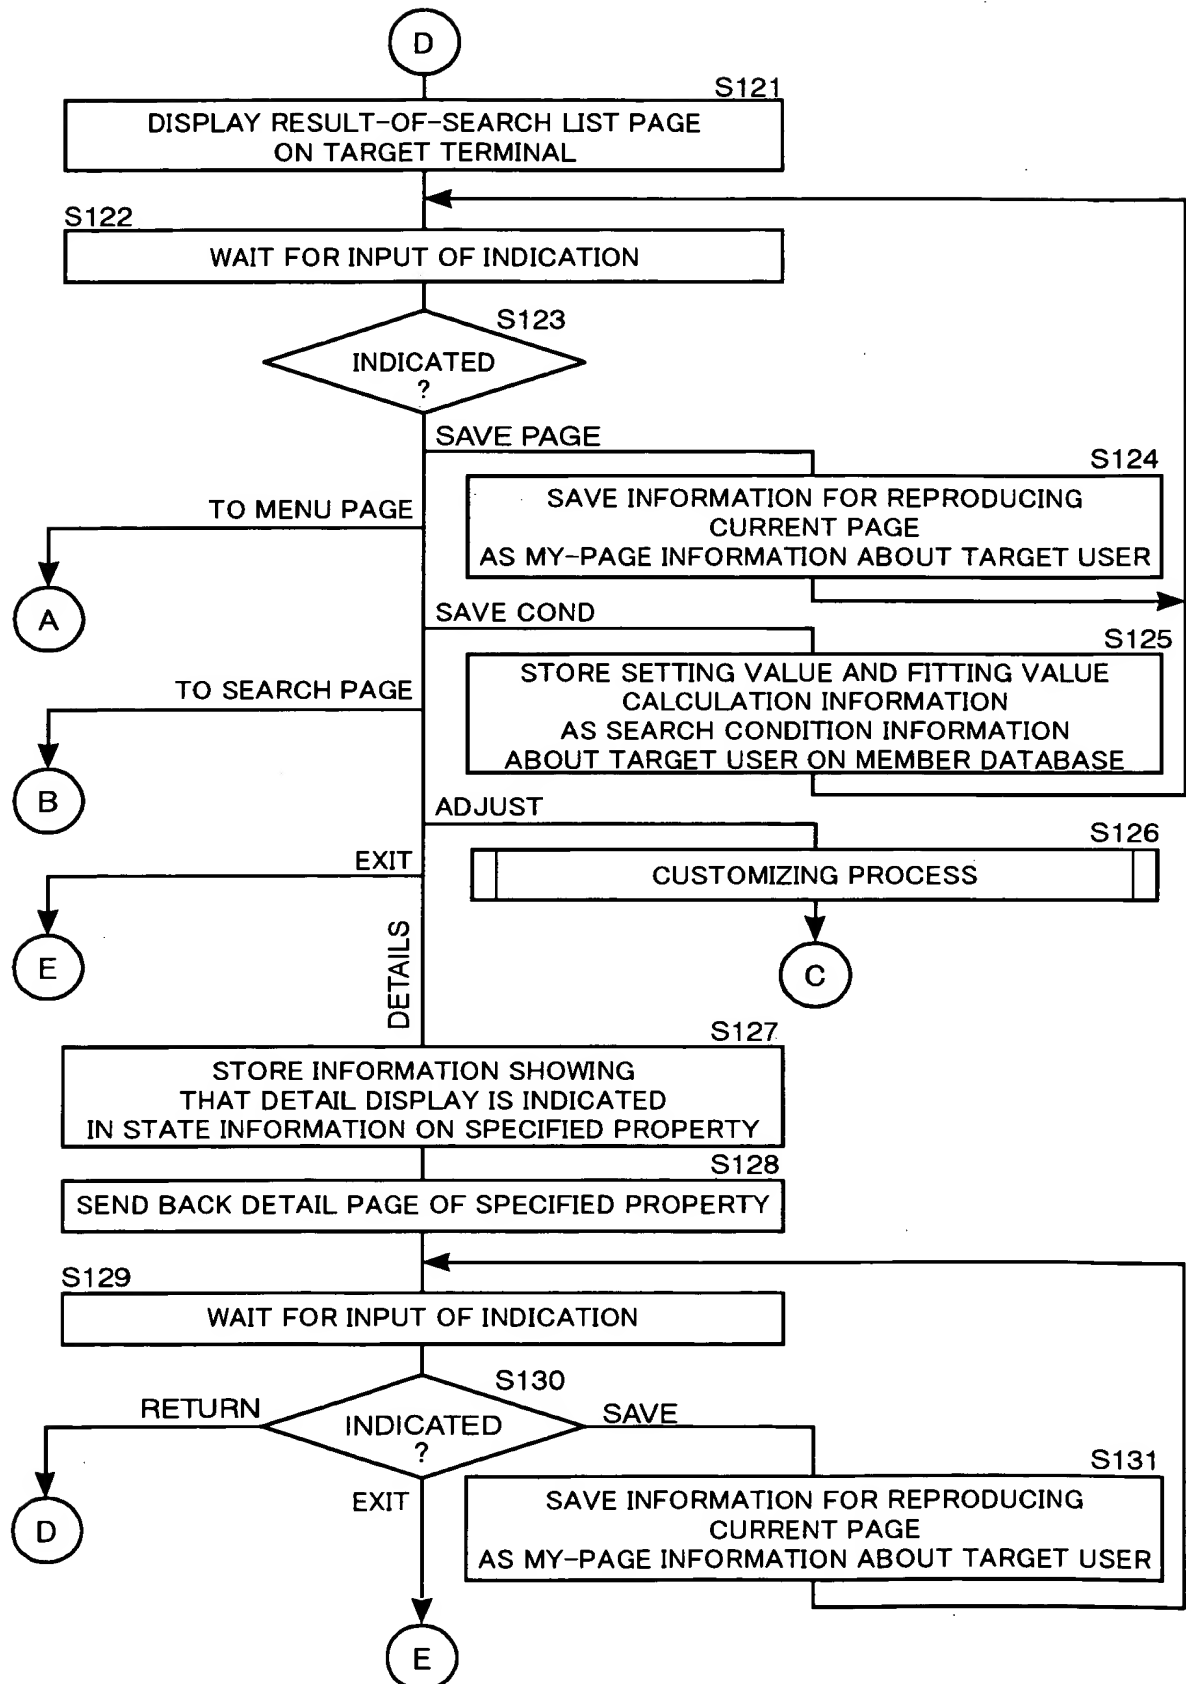 D
S121
DISPLAY RESULT-OF-SEARCH LIST PAGE
ON TARGET TERMINAL
S122
WAIT FOR INPUT OF INDICATION
S123
INDICATED
?
SAVE PAGE
S124
SAVE INFORMATION FOR REPRODUCING
CURRENT PAGE
AS MY-PAGE INFORMATION ABOUT TARGET USER
TO MENU PAGE
A
SAVE COND
S125
STORE SETTING VALUE AND FITTING VALUE
CALCULATION INFORMATION
AS SEARCH CONDITION INFORMATION
ABOUT TARGET USER ON MEMBER DATABASE
TO SEARCH PAGE
B
ADJUST
S126
CUSTOMIZING PROCESS
C
EXIT
E
DETAILS
S127
STORE INFORMATION SHOWING
THAT DETAIL DISPLAY IS INDICATED
IN STATE INFORMATION ON SPECIFIED PROPERTY
S128
SEND BACK DETAIL PAGE OF SPECIFIED PROPERTY
S129
WAIT FOR INPUT OF INDICATION
S130
INDICATED
?
RETURN
D
SAVE
S131
SAVE INFORMATION FOR REPRODUCING
CURRENT PAGE
AS MY-PAGE INFORMATION ABOUT TARGET USER
EXIT
E